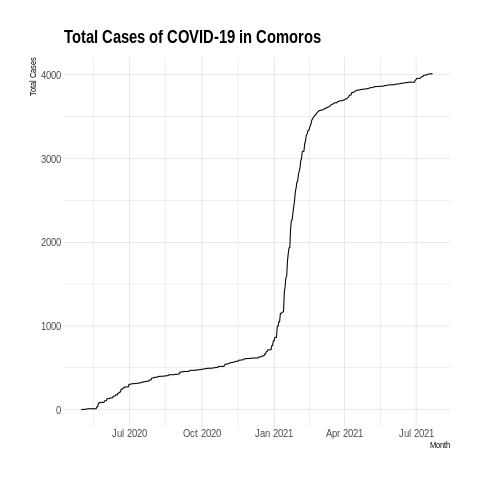 Total Cases of COVID-19 in Comoros
Total Cases
4000
3000
2000
1000
0
Jul 2020 Oct 2020 Jan 2021 Apr 2021 Jul 2021
Month